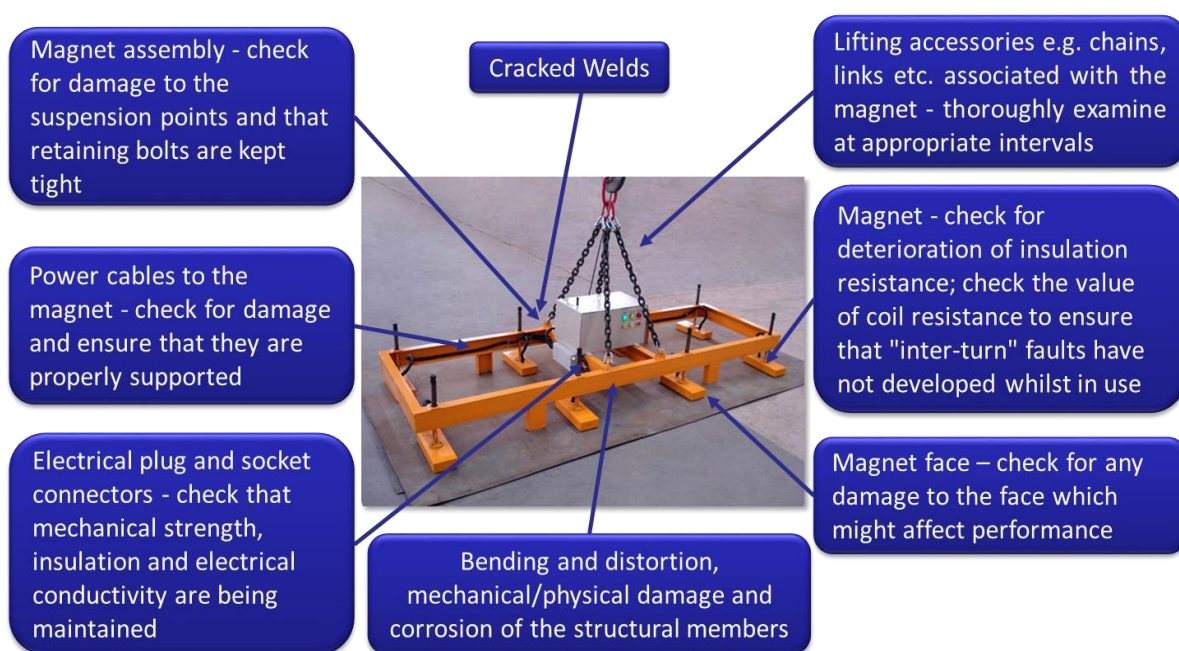 Magnet assembly - check
for damage to the
suspension points and that
retaining bolts are kept
tight
Cracked Welds
Lifting accessories e.g. chains,
links etc. associated with the
magnet - thoroughly examine
at appropriate intervals
Power cables to the
magnet - check for damage
and ensure that they are
properly supported
Magnet - check for
deterioration of insulation
resistance; check the value
of coil resistance to ensure
that "inter-turn" faults have
not developed whilst in use
Electrical plug and socket
connectors - check that
mechanical strength,
insulation and electrical
conductivity are being
maintained
Bending and distortion,
mechanical/physical damage and
corrosion of the structural members
Magnet face – check for any
damage to the face which
might affect performance